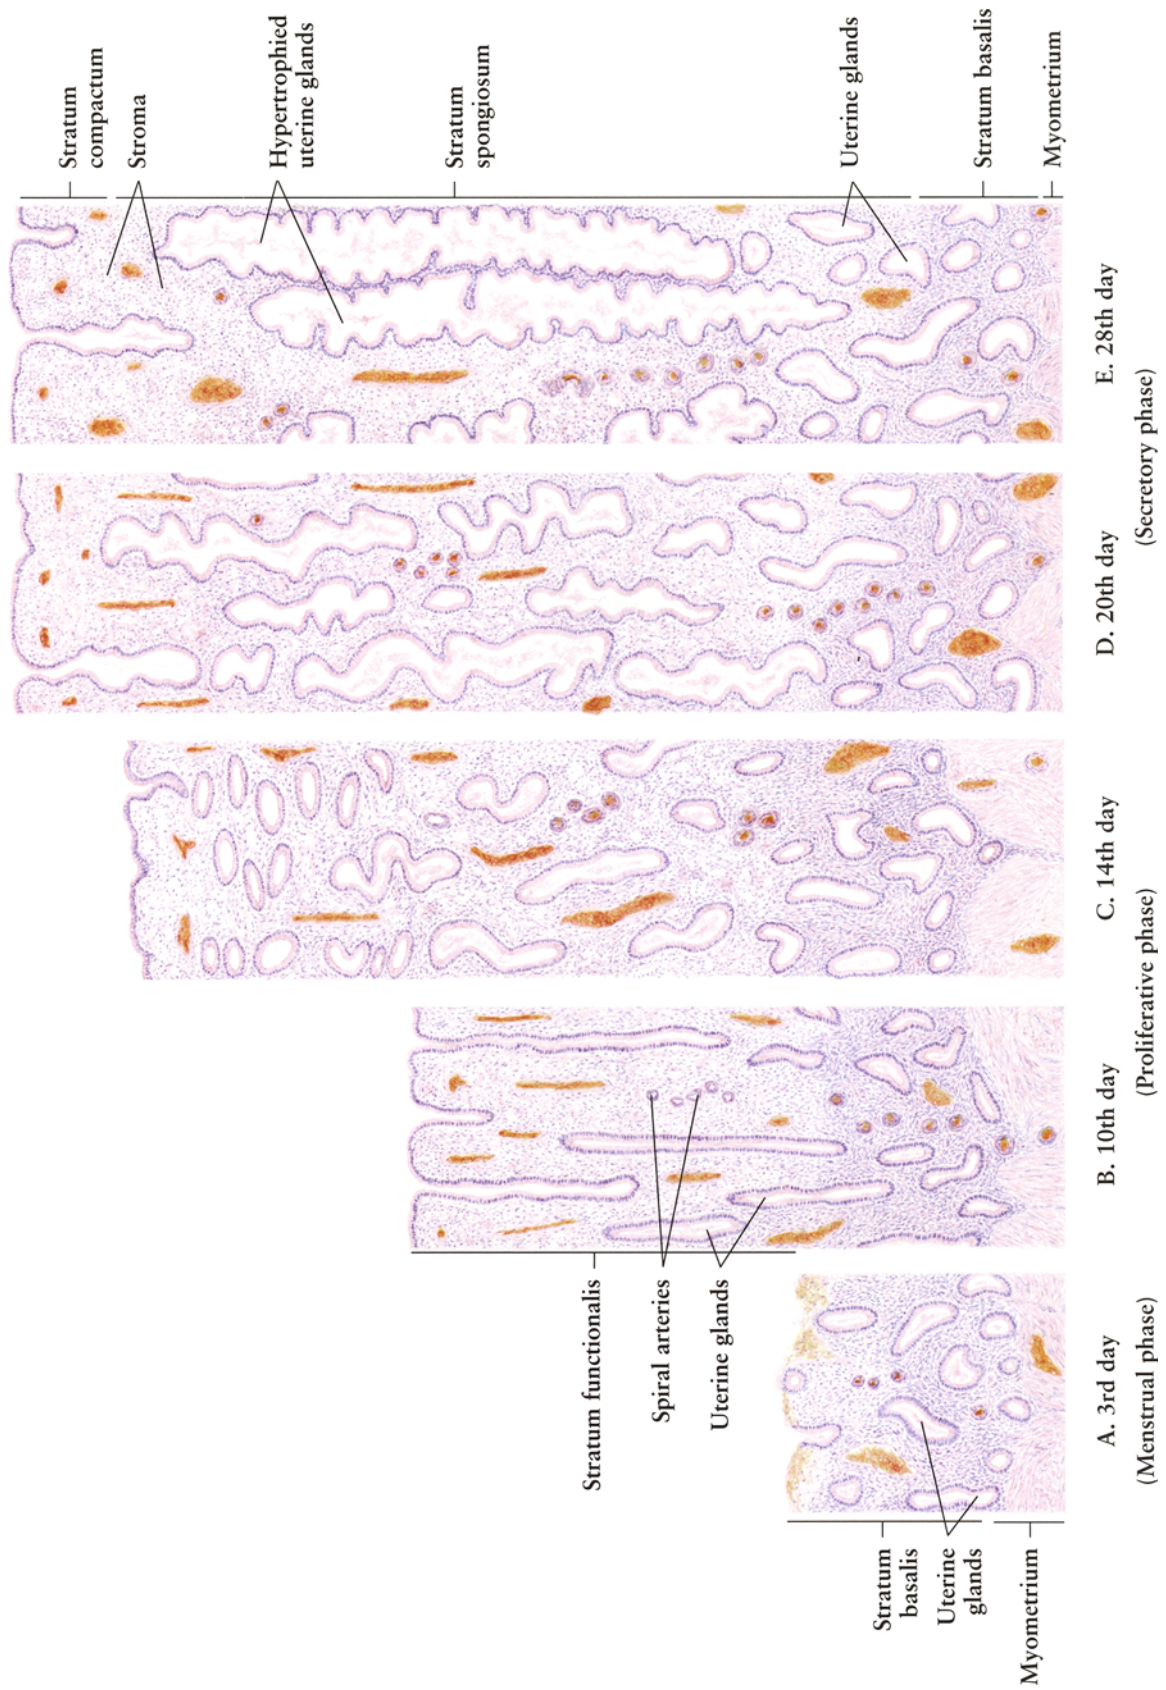 Stratum
compactum
Stroma
Hypertrophied
uterine glands
Stratum
spongiosum
Uterine glands
Stratum basalis
Myometrium
Stratum functionalis
Spiral arteries
Uterine glands
Stratum
basalis
Uterine
glands
Myometrium
A. 3rd day
B. 10th day
C. 14th day
D. 20th day
E. 28th day
(Menstrual phase)
(Proliferative phase)
(Secretory phase)